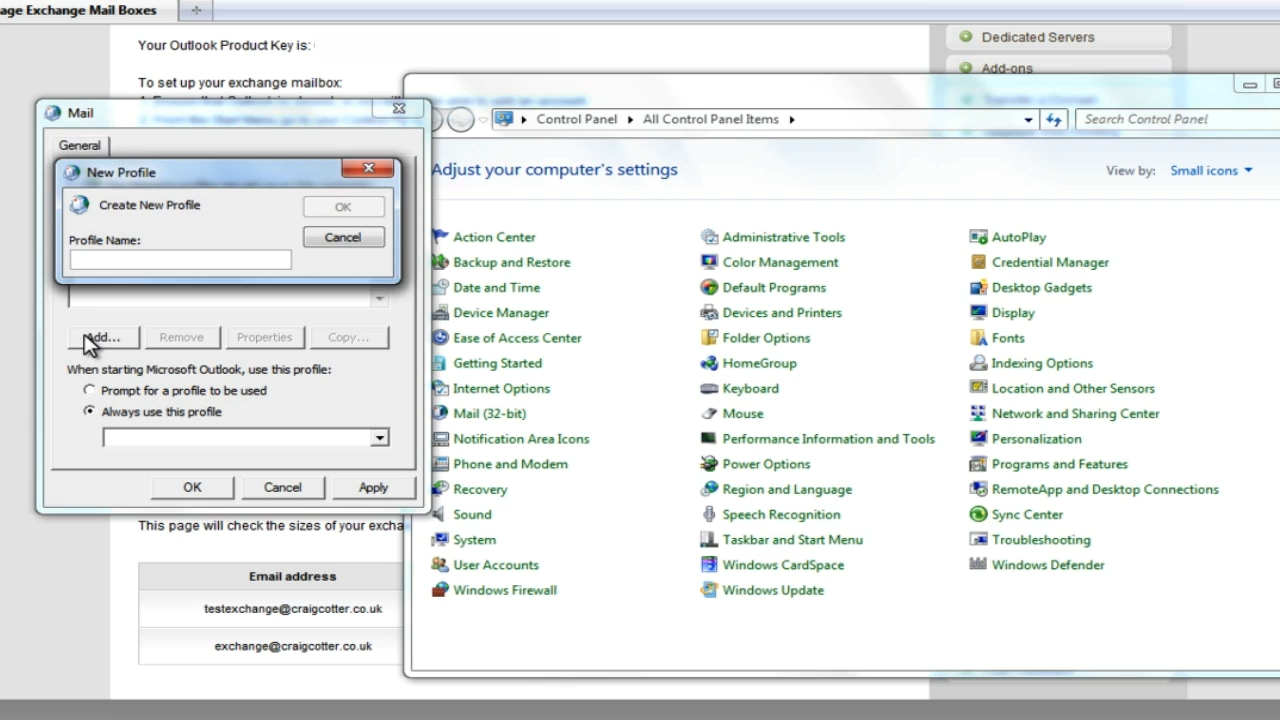 age Exchange Mail Boxes
Your Outlook Product Key is:
To set up your exchange mailbox:
Dedicated Servers
Add-ons
Mail
General
New Profile
Create New Profile
OK
Profile Name:
Cancel
Add...
Remove
Properties
Copy...
When starting Microsoft Outlook, use this profile:
Prompt for a profile to be used
Always use this profile
OK
Cancel
Apply
This page will check the sizes of your excha
Email address
testexchange@craigcotter.co.uk
exchange@craigcotter.co.uk
Control Panel
All Control Panel Items
Search Control Panel
Adjust your computer's settings
View by:
Small icons
Action Center
Administrative Tools
AutoPlay
Backup and Restore
Color Management
Credential Manager
Date and Time
Default Programs
Desktop Gadgets
Device Manager
Devices and Printers
Display
Ease of Access Center
Folder Options
Fonts
Getting Started
HomeGroup
Indexing Options
Internet Options
Keyboard
Location and Other Sensors
Mail (32-bit)
Mouse
Network and Sharing Center
Notification Area Icons
Performance Information and Tools
Personalization
Phone and Modem
Power Options
Programs and Features
Recovery
Region and Language
RemoteApp and Desktop Connections
Sound
Speech Recognition
Sync Center
System
Taskbar and Start Menu
Troubleshooting
User Accounts
Windows CardSpace
Windows Defender
Windows Firewall
Windows Update